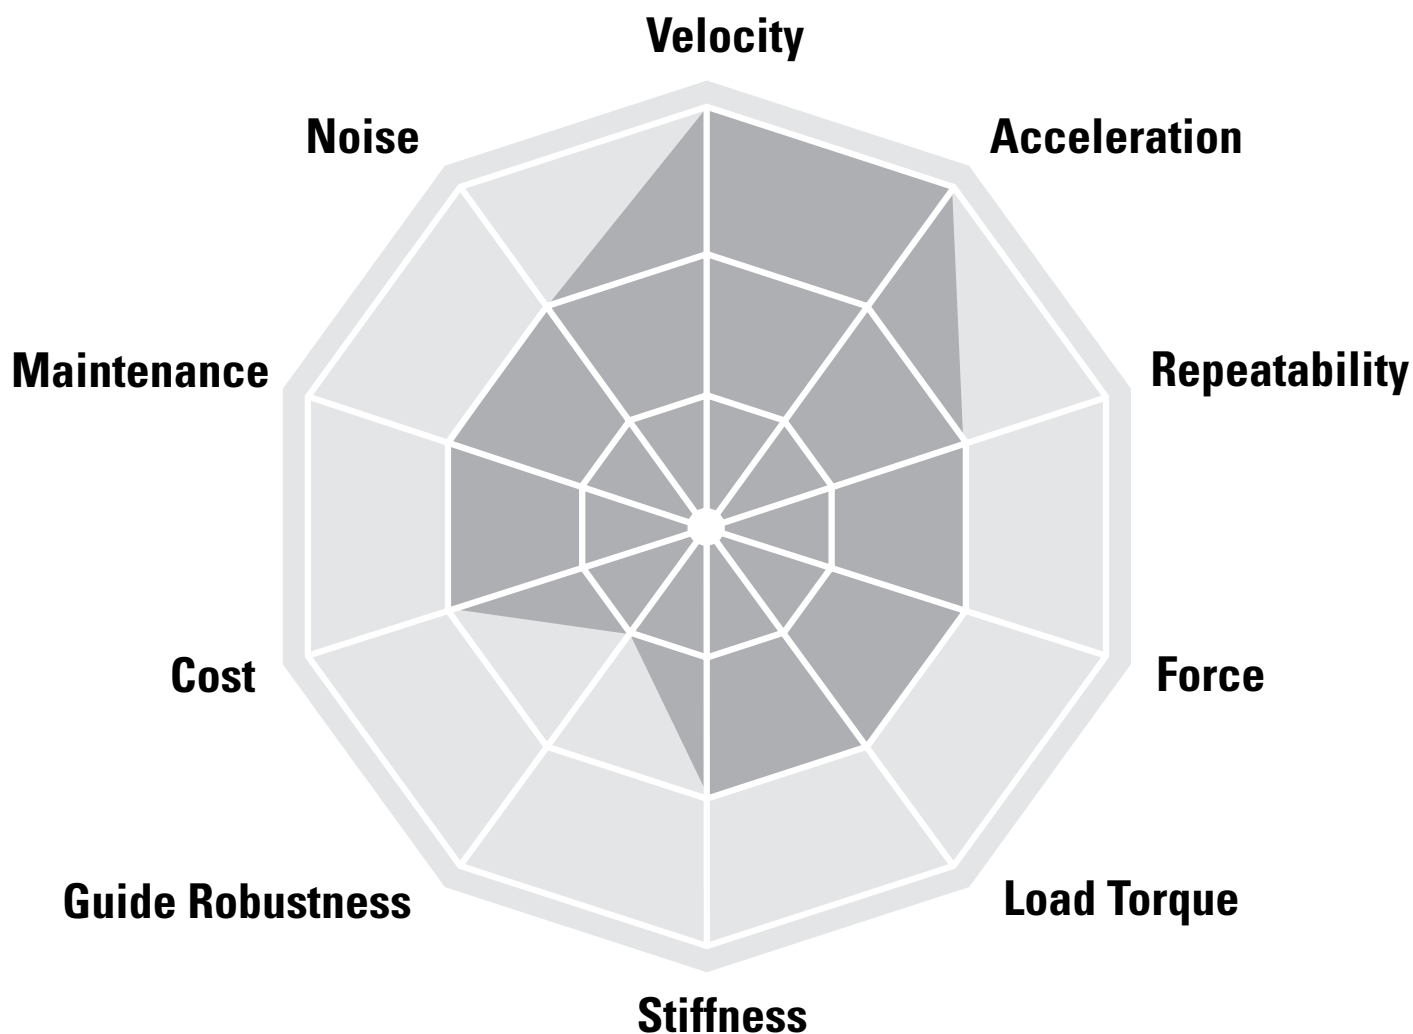 Velocity
Noise
Acceleration
Maintenance
Repeatability
Cost
Force
Guide Robustness
Load Torque
Stiffness